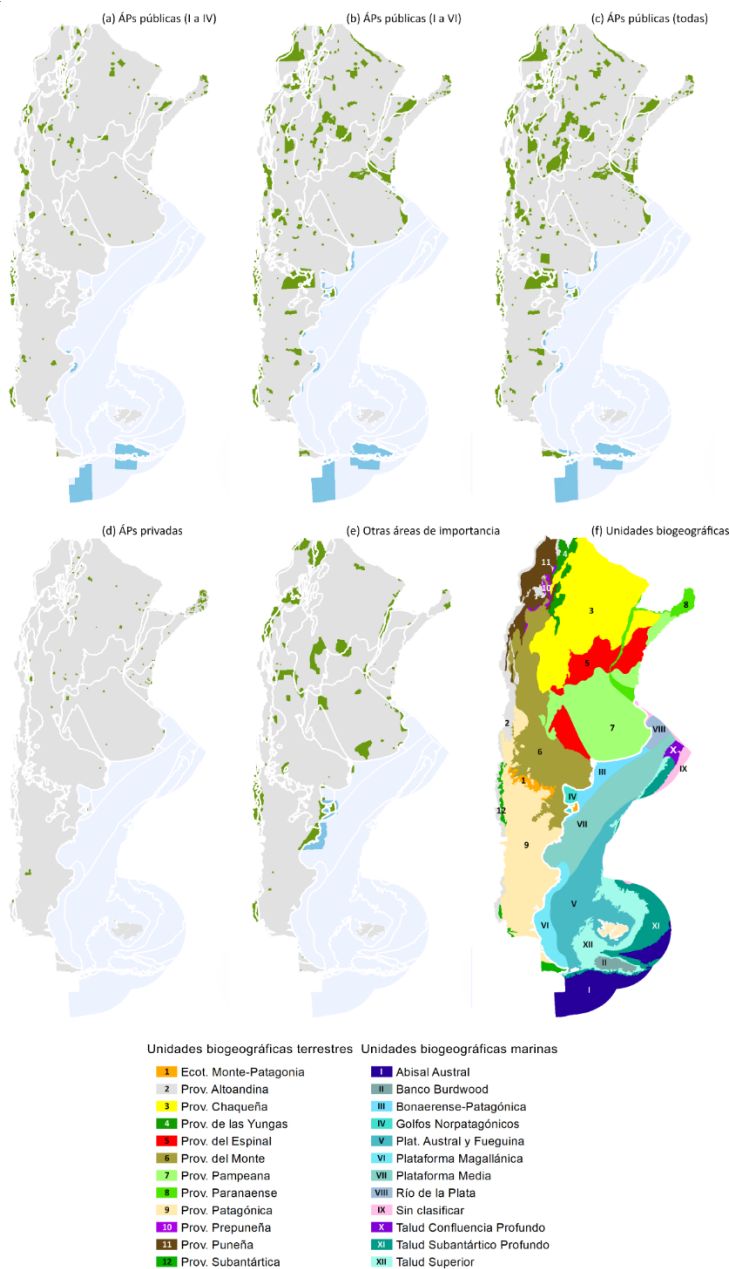 (a) ÁPs públicas (I a IV)
(b) ÁPs públicas (I a VI)
(c) ÁPs públicas (todas)
(d) ÁPs privadas
(e) Otras áreas de importancia
(f) Unidades biogeográficas
11
4
10
3
8
5
2
7
6
1
12
9
VIII
X
IX
III
IV
VII
V
VI
XI
XII
II
I
Unidades biogeográficas terrestres
1 Ecot. Monte-Patagonia
2 Prov. Altoandina
3 Prov. Chaqueña
4 Prov. de las Yungas
5 Prov. del Espinal
6 Prov. del Monte
7 Prov. Pampeana
8 Prov. Paranaense
9 Prov. Patagónica
10 Prov. Prepuneña
11 Prov. Puneña
12 Prov. Subantártica
Unidades biogeográficas marinas
I Abisal Austral
II Banco Burdwood
III Bonaerense-Patagónica
IV Golfos Norpatagónicos
V Plat. Austral y Fueguina
VI Plataforma Magallánica
VII Plataforma Media
VIII Río de la Plata
IX Sin clasificar
X Talud Confluencia Profundo
XI Talud Subantártico Profundo
XII Talud Superior